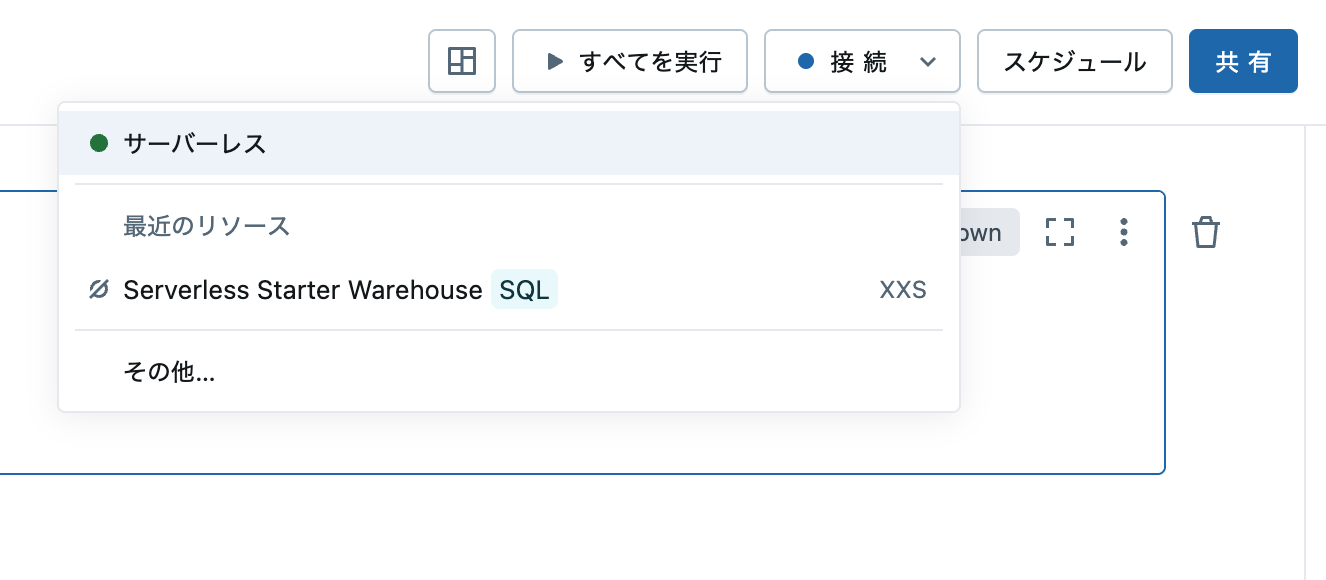 すべてを実行 接続 スケジュール 共有
サーバーレス
最近のリソース
Serverless Starter Warehouse SQL XXS
その他...